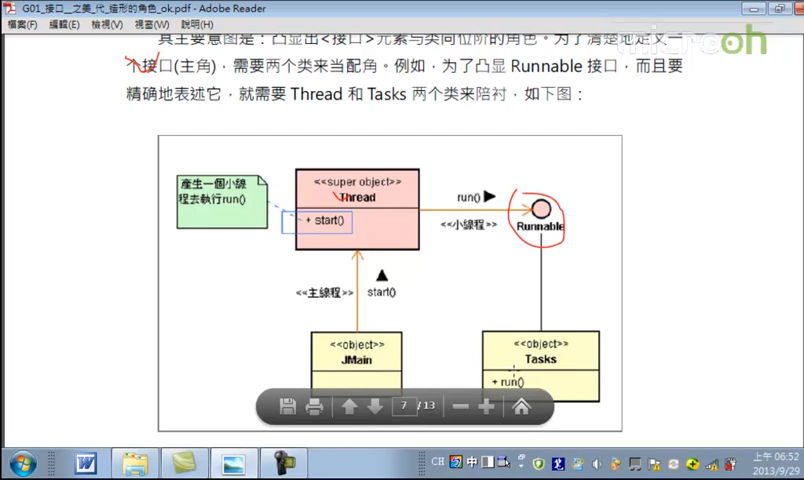 G01_接口__之美_代_造形的角色_ok.pdf - Adobe Reader
檔案(F) 編輯(E) 檢視(V) 視窗(W) 說明(H)
其主要意图是：凸显出<接口>元素与类同位阶的角色。为了清楚地定义一
个接口(主角)，需要两个类来当配角。例如，为了凸显 Runnable 接口，而且要
精确地表述它，就需要 Thread 和 Tasks 两个类来陪衬，如下图：
產生一個小線
程去執行run()
<<super object>>
Thread
+ start()
run() ▶
<<小線程>>
Runnable
<<主線程>>
▲
start()
<<object>>
JMain
<<object>>
Tasks
+ run()
7 / 13
CH
中
上午 06:52
2013/9/29